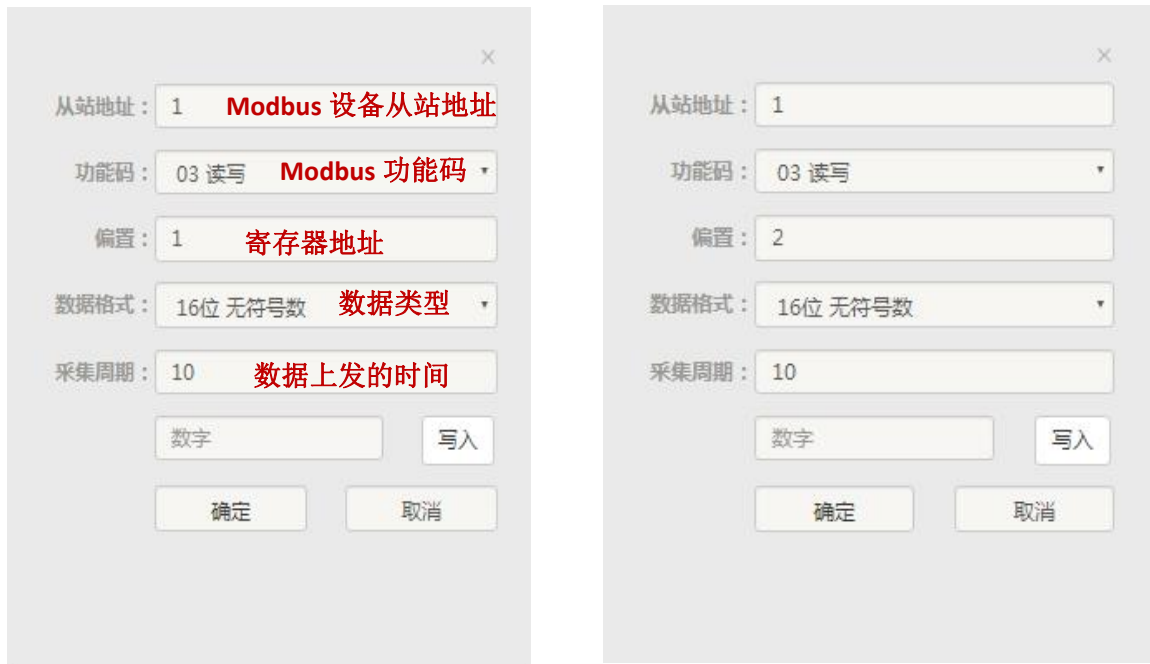 ×
从站地址： 1 Modbus 设备从站地址
功能码： 03 读写 Modbus 功能码
偏置： 1 寄存器地址
数据格式： 16位 无符号数 数据类型
采集周期： 10 数据上发的时间
数字 写入
确定 取消
×
从站地址： 1
功能码： 03 读写
偏置： 2
数据格式： 16位 无符号数
采集周期： 10
数字 写入
确定 取消